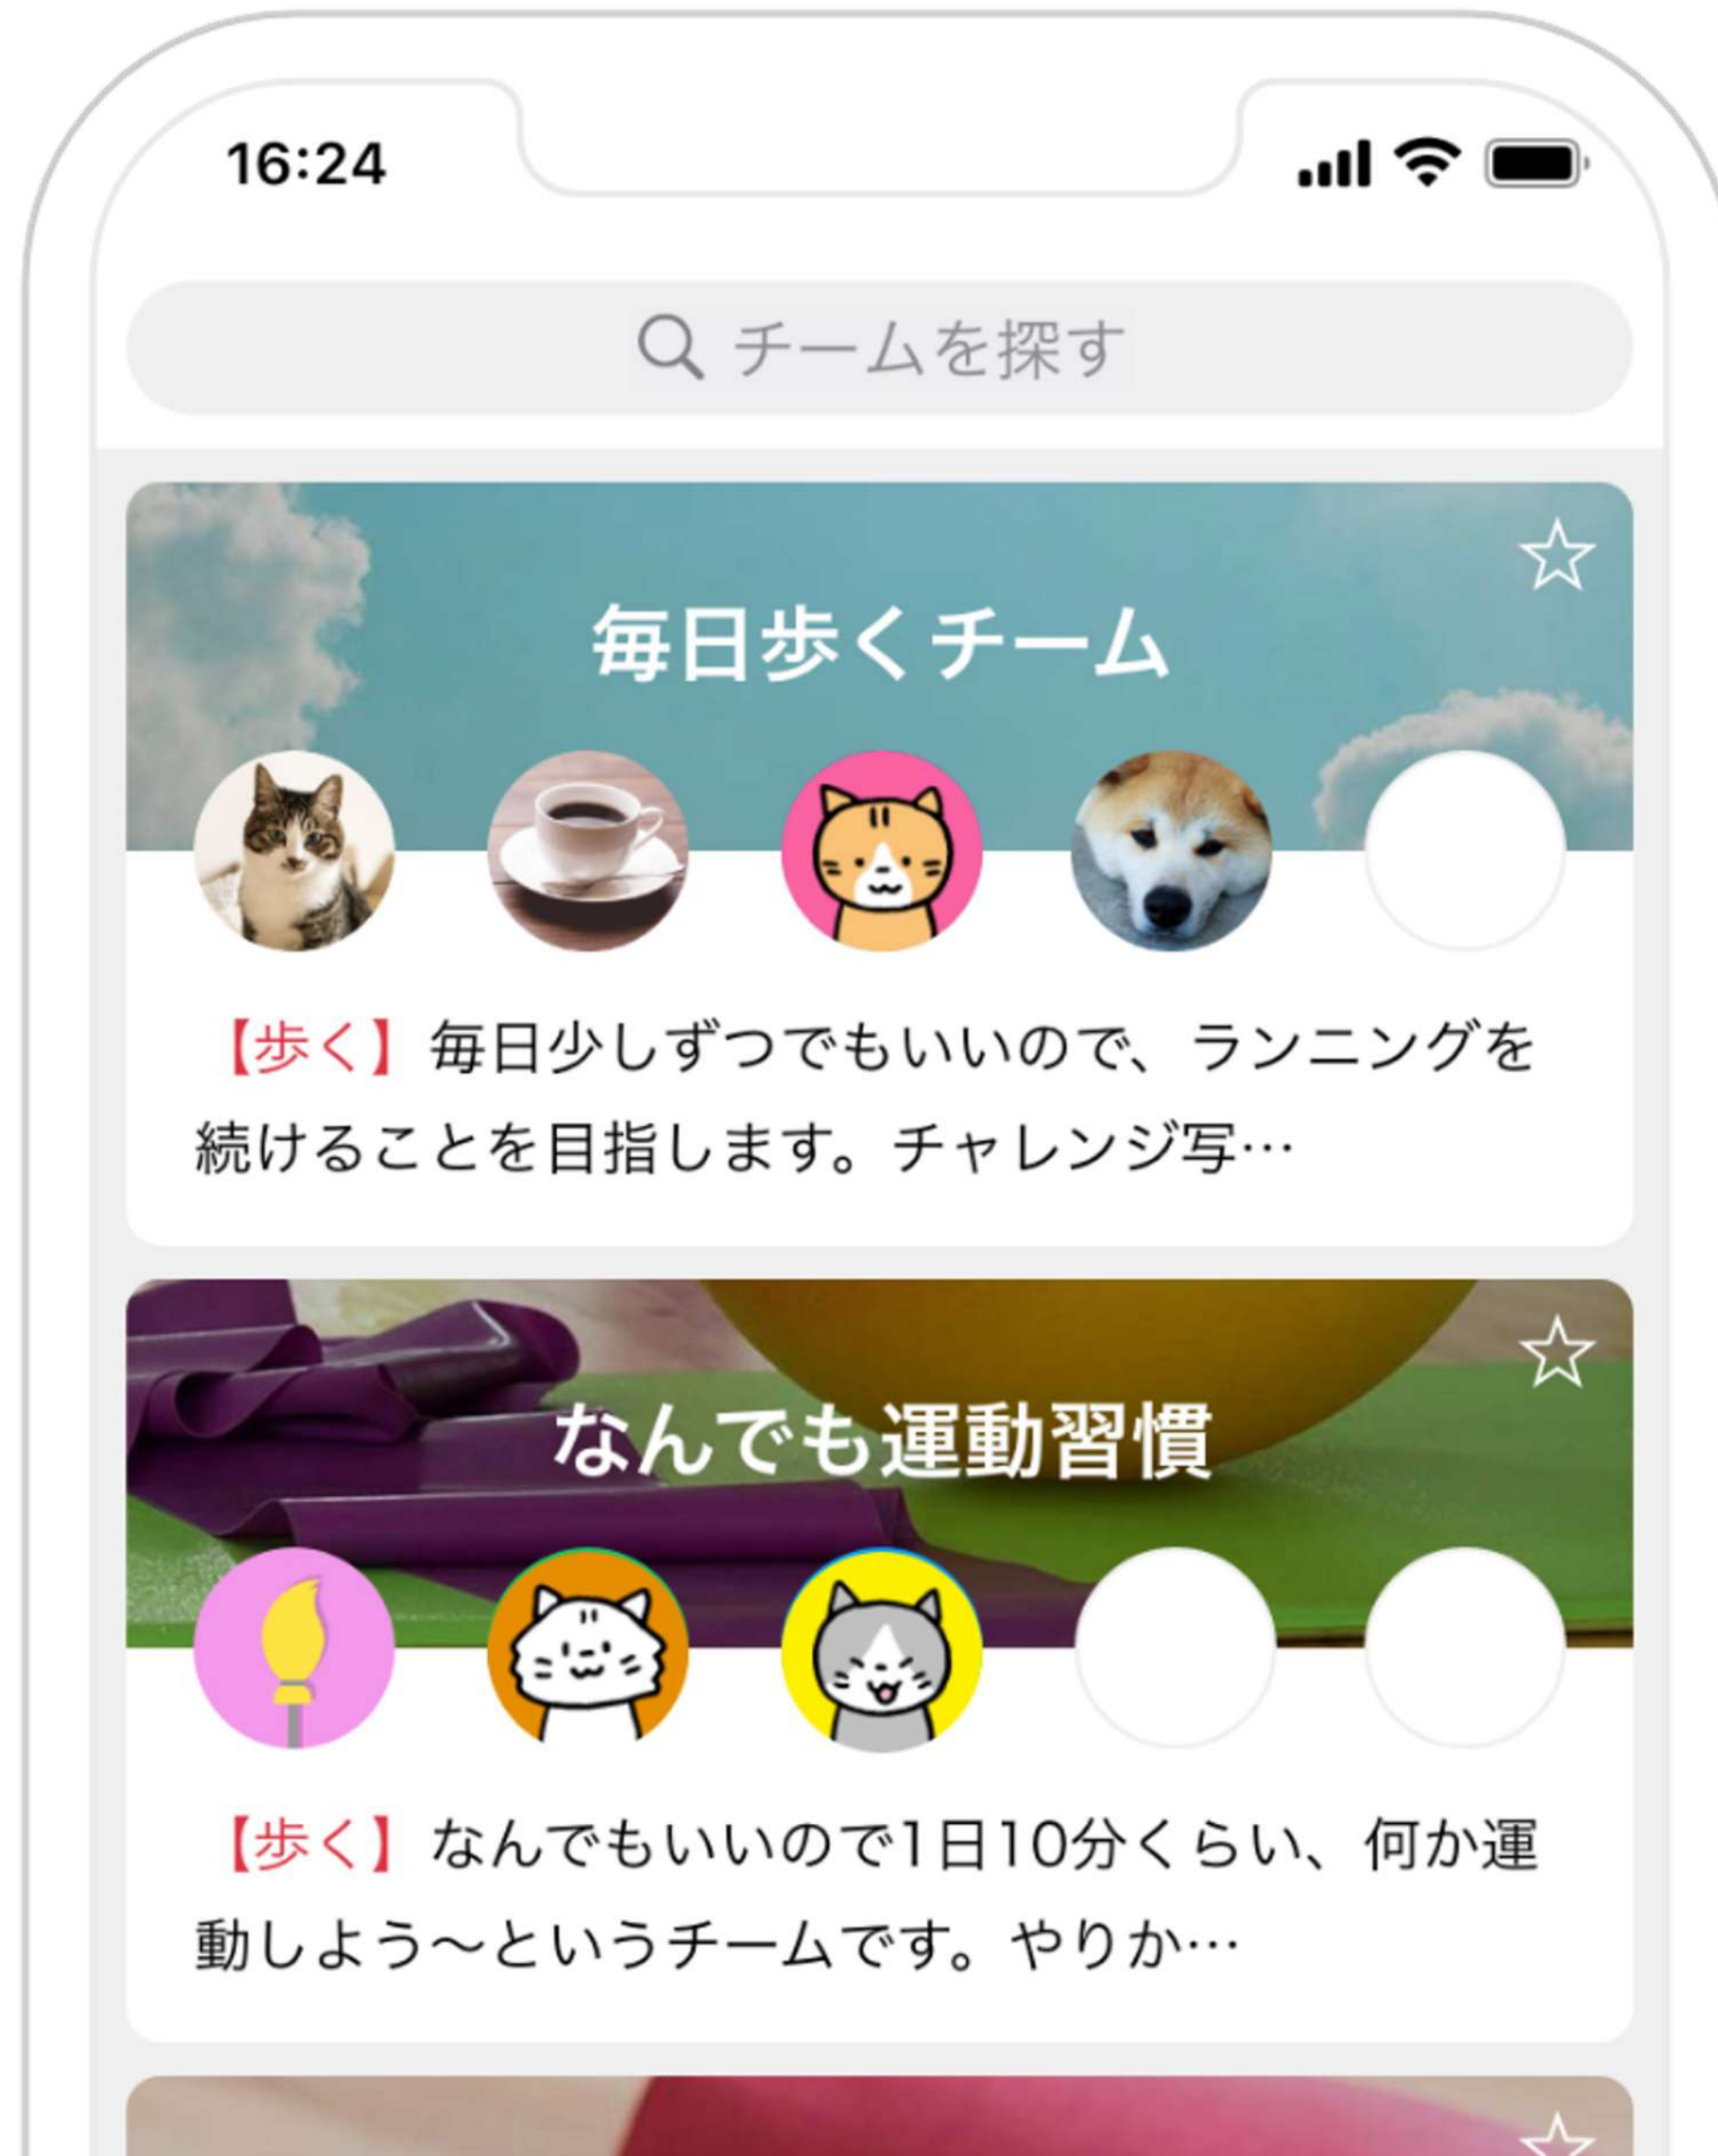 16:24
チームを探す
毎日歩くチーム
【歩く】毎日少しずつでもいいので、ランニングを
続けることを目指します。チャレンジ写…
なんでも運動習慣
【歩く】なんでもいいので1日10分くらい、何か運
動しよう～というチームです。やりか…